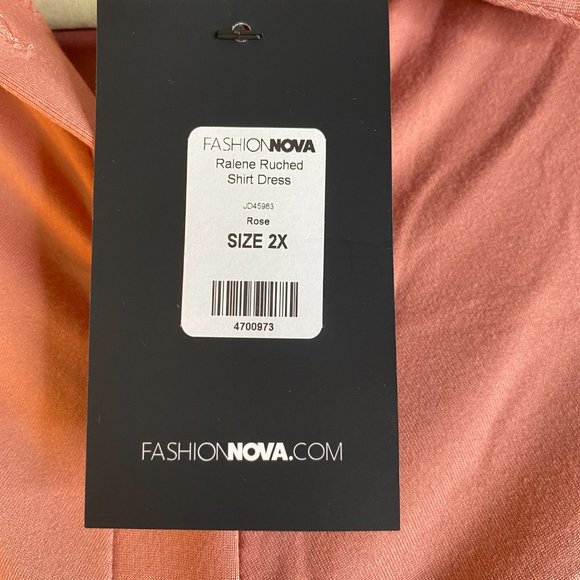 FASHIONNOVA
Ralene Ruched
Shirt Dress
JD45963
Rose
SIZE 2X
4700973
FASHIONNOVA.COM